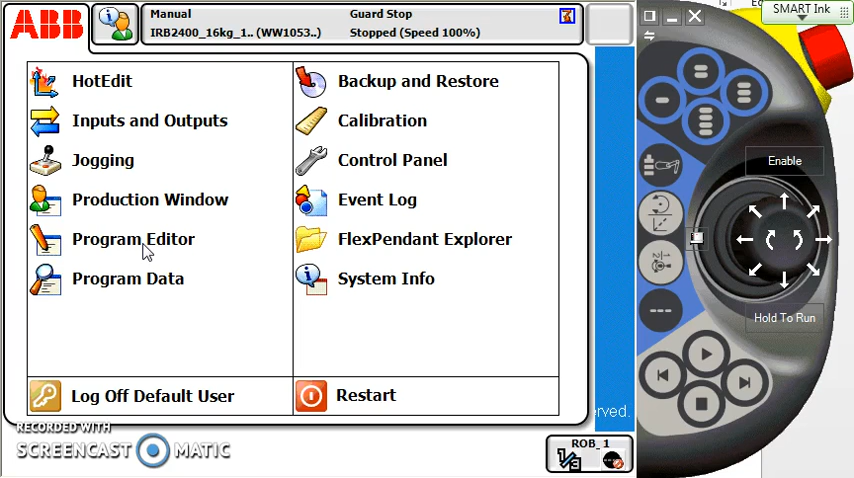 ABB
Manual
Guard Stop
IRB2400_16kg_1.. (WW1053..)
Stopped (Speed 100%)
SMART Ink
HotEdit
Backup and Restore
Inputs and Outputs
Calibration
Jogging
Control Panel
Production Window
Event Log
Program Editor
FlexPendant Explorer
Program Data
System Info
Enable
Hold To Run
Log Off Default User
Restart
erved.
RECORDED WITH
SCREENCAST MATIC
ROB_1
1/3